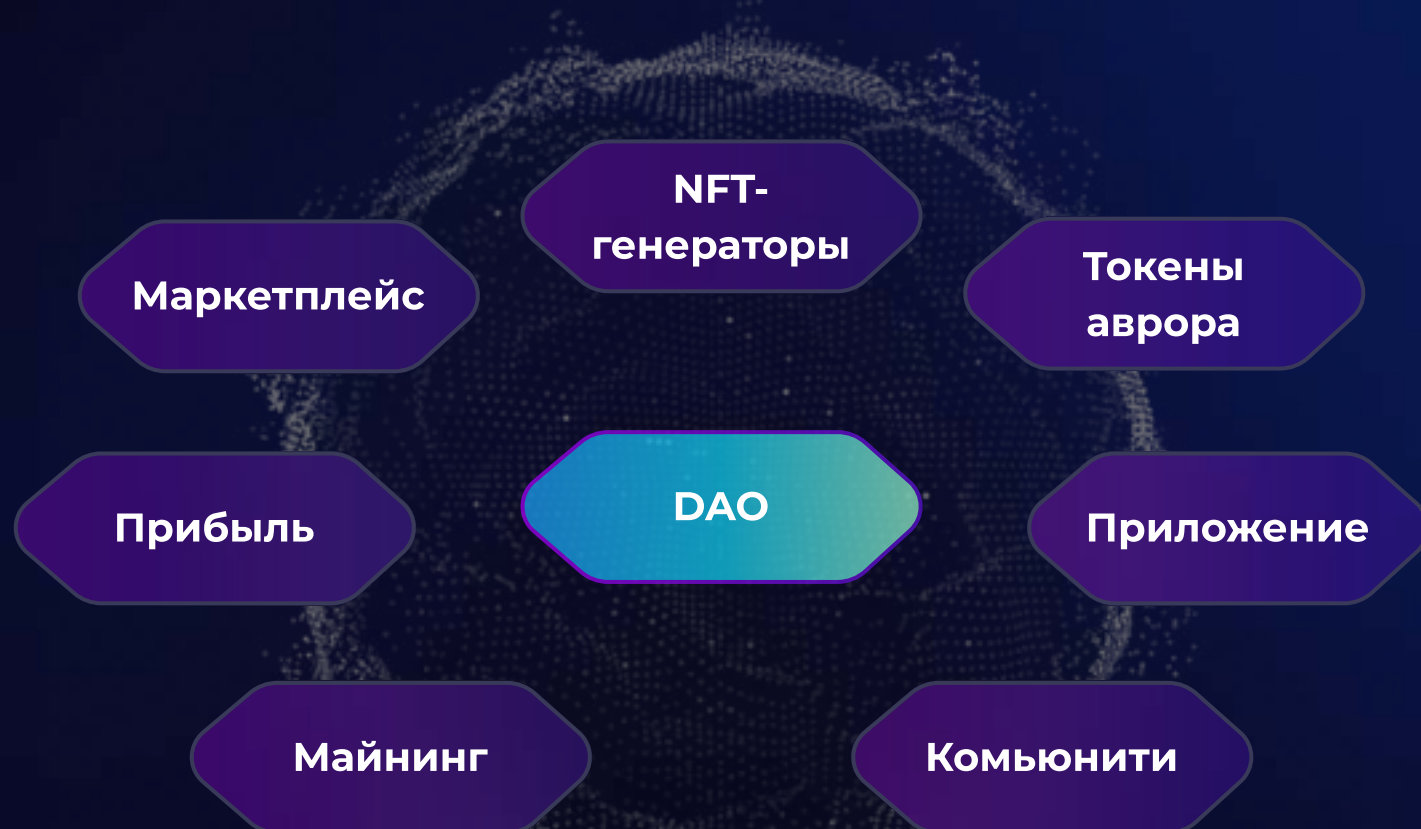 NFT-
генераторы
Маркетплейс
Токены
аврора
Прибыль
DAO
Приложение
Майнинг
Комьюнити